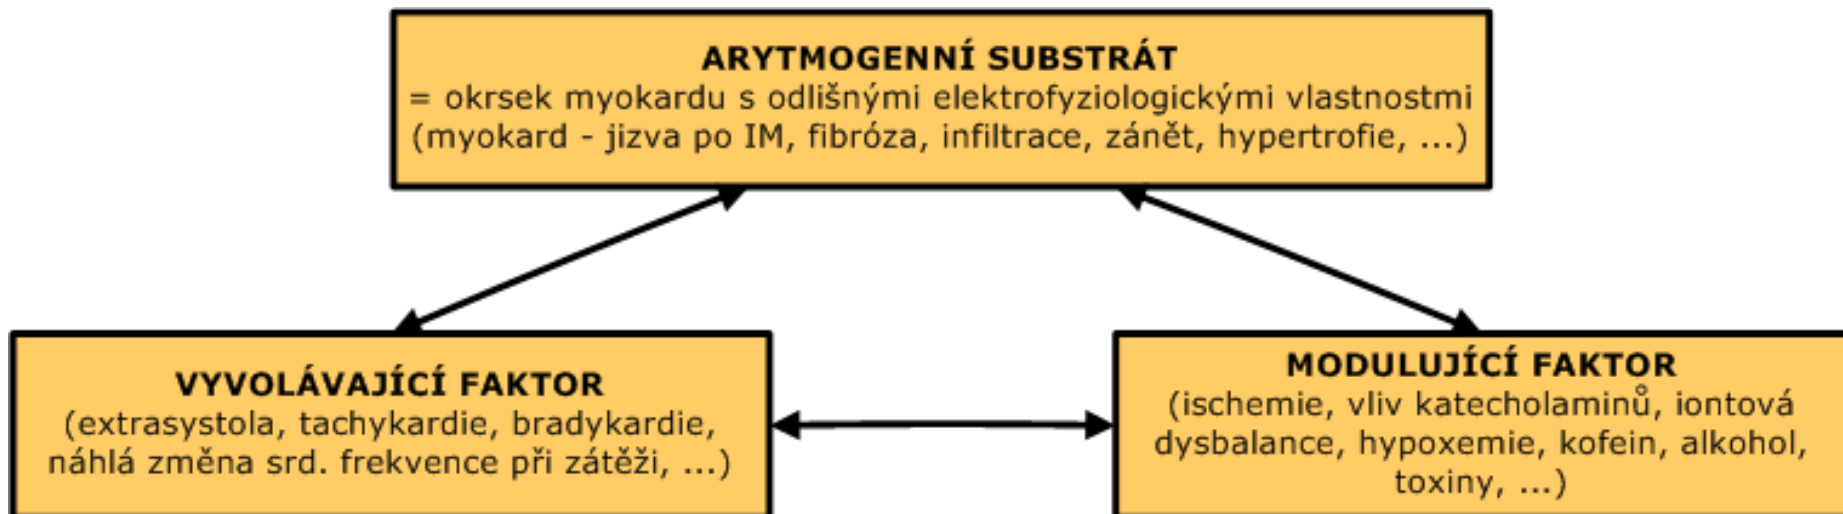 ARYTMOGENNÍ SUBSTRÁT
= okrsek myokardu s odlišnými elektrofyziologickými vlastnostmi
(myokard - jizva po IM, fibróza, infiltrace, zánět, hypertrofie, ...)
VYVOLÁVAJÍCÍ FAKTOR
(extrasystola, tachykardie, bradykardie,
náhlá změna srd. frekvence při zátěži, ...)
MODULUJÍCÍ FAKTOR
(ischemie, vliv katecholaminů, iontová
dysbalance, hypoxemie, kofein, alkohol,
toxiny, ...)